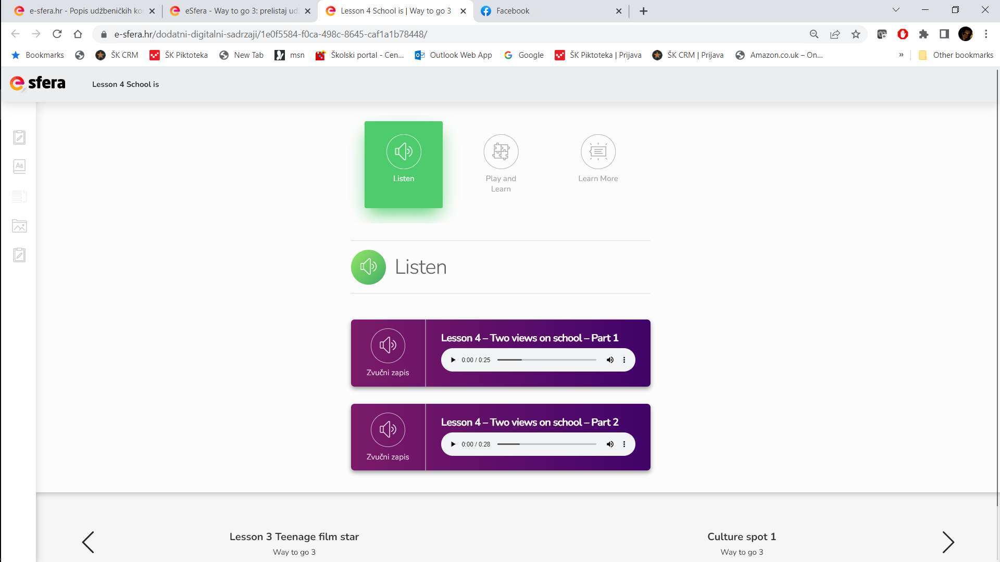 e-sfera.hr - Popis udžbeničkih ko
eSfera - Way to go 3: prelistaj ud
Lesson 4 School is | Way to go 3
Facebook
e-sfera.hr/dodatni-digitalni-sadrzaji/1e0f5584-f0ca-498c-8645-caf1a1b78448/
Bookmarks
ŠK CRM
ŠK Piktoteka
New Tab
msn
Školski portal - Cen...
Outlook Web App
Google
ŠK Piktoteka | Prijava
ŠK CRM | Prijava
Amazon.co.uk – On...
»
Other bookmarks
e sfera
Lesson 4 School is
Aa
Listen
Play and
Learn
Learn More
Listen
Lesson 4 – Two views on school – Part 1
0:00 / 0:25
Zvučni zapis
Lesson 4 – Two views on school – Part 2
0:00 / 0:28
Zvučni zapis
Lesson 3 Teenage film star
Way to go 3
Culture spot 1
Way to go 3